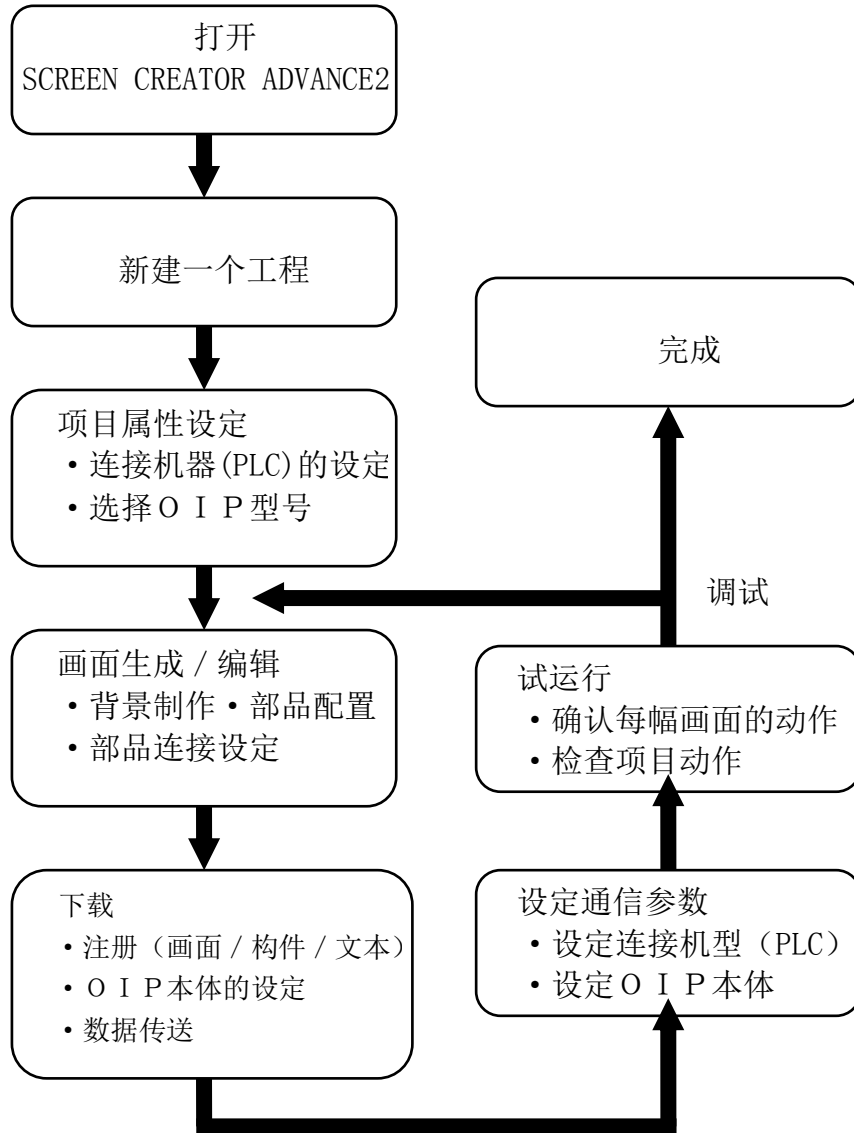 打开
SCREEN CREATOR ADVANCE2
新建一个工程
项目属性设定
・连接机器(PLC)的设定
・选择ＯＩＰ型号
画面生成／编辑
・背景制作・部品配置
・部品连接设定
下载
・注册（画面／构件／文本）
・ＯＩＰ本体的设定
・数据传送
设定通信参数
・设定连接机型（PLC）
・设定ＯＩＰ本体
试运行
・确认每幅画面的动作
・检查项目动作
调试
完成